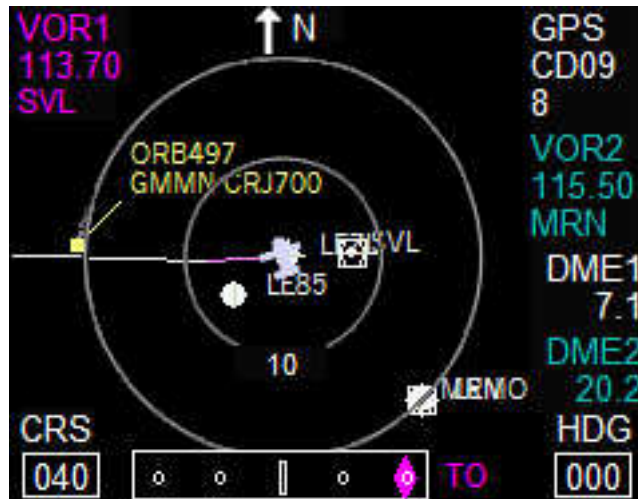 VOR1
113.70
SVL
N
GPS
CD09
8
ORB497
GMMN CRJ700
VOR2
115.50
MRN
SVL
LE85
DME1
7.1
10
DME2
20.2
CRS
040
TO
HDG
000